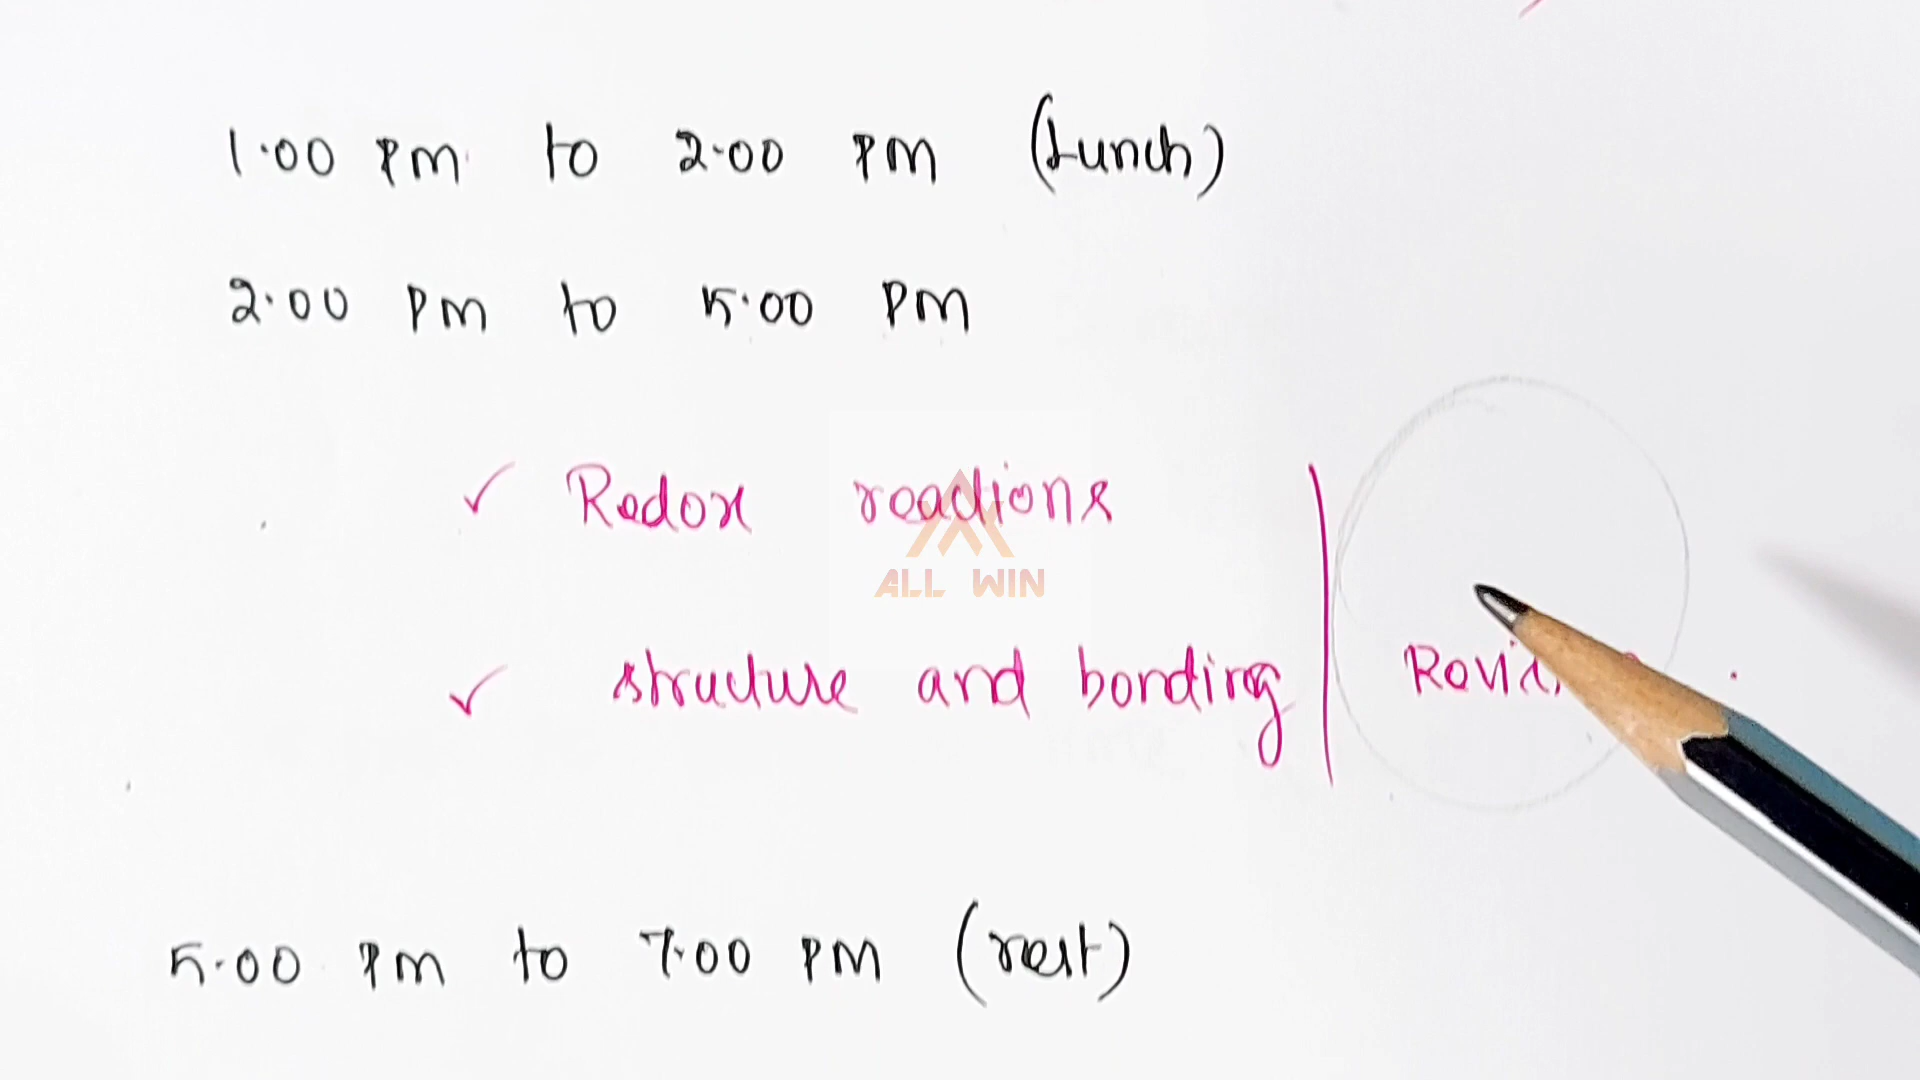 1.00 PM to 2.00 PM (Lunch)
2.00 PM to 5.00 PM
✓ Redox reactions
ALL WIN
✓ structure and bonding
5.00 PM to 7.00 PM (rest)